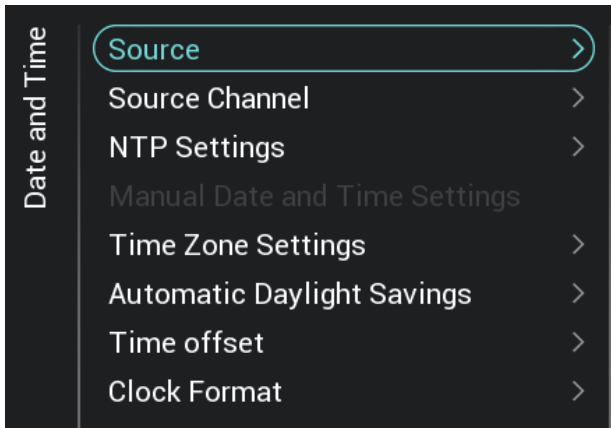 Date and Time
Source
Source Channel
NTP Settings
Manual Date and Time Settings
Time Zone Settings
Automatic Daylight Savings
Time offset
Clock Format